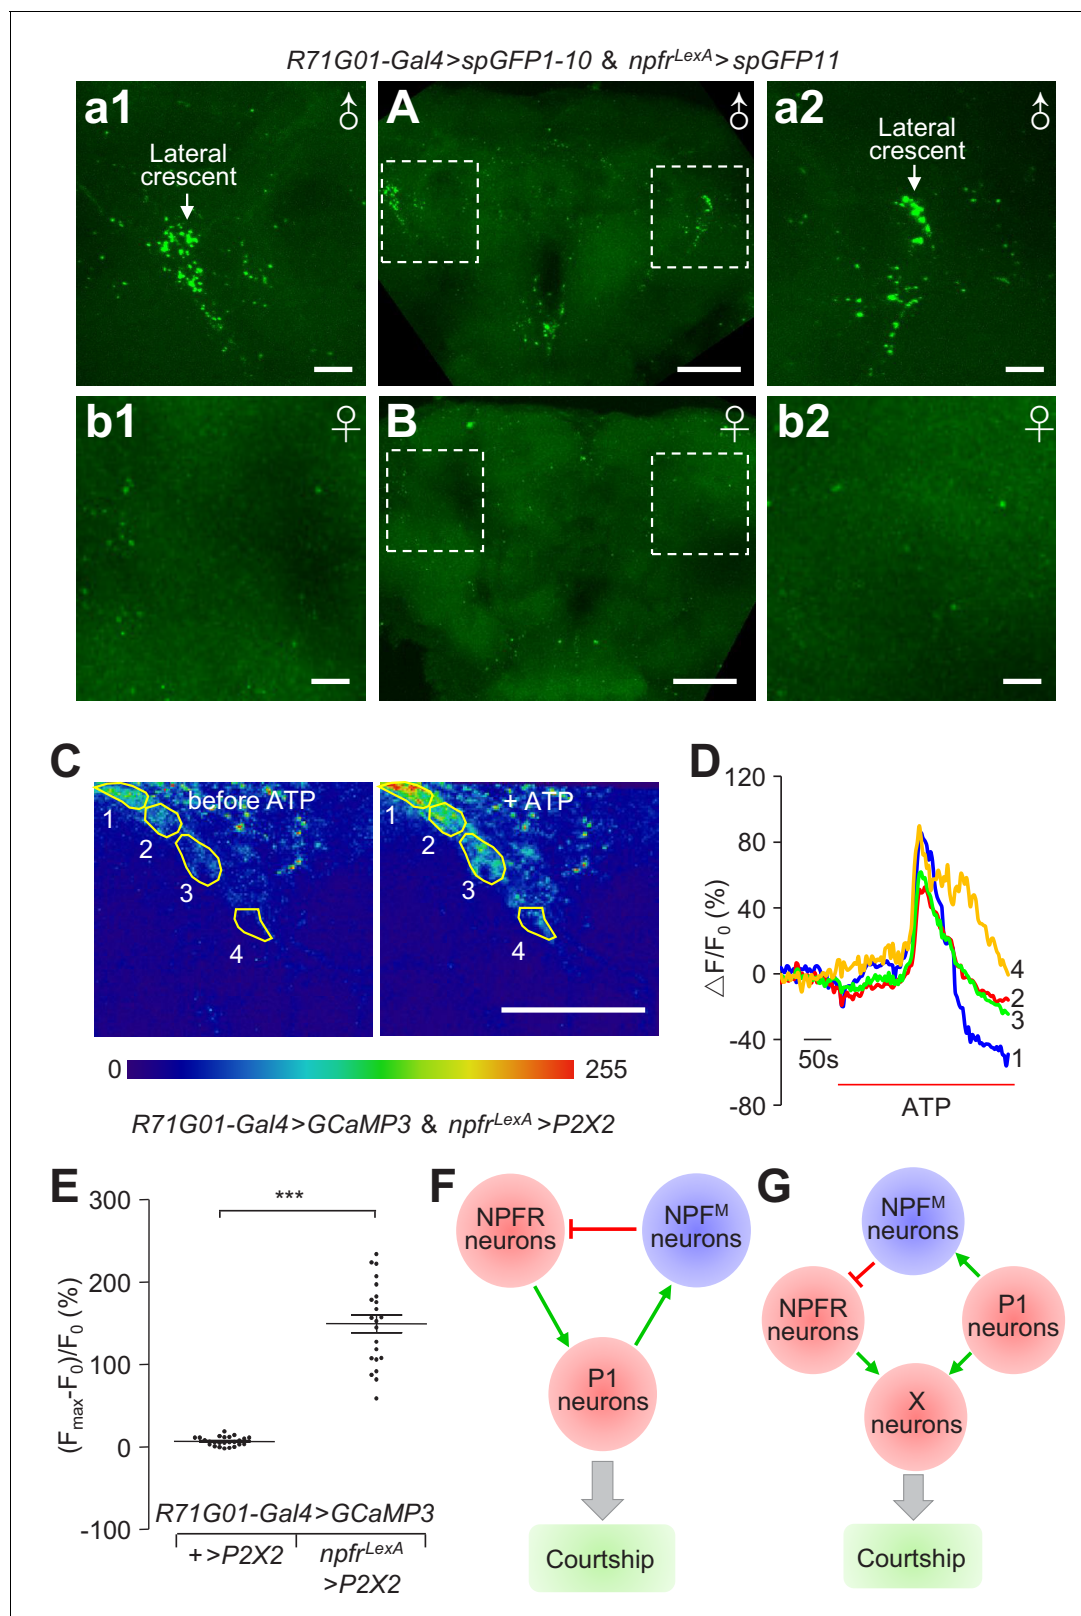 R71G01-Gal4>spGFP1-10 & npfrLexA>spGFP11
a1
♂
Lateral
crescent
A
♂
a2
♂
Lateral
crescent
b1
♀
B
♀
b2
C
before ATP
1
2
3
4
+ ATP
1
2
3
4
0
255
R71G01-Gal4>GCaMP3 & npfrLexA>P2X2
D
120
80
40
0
-40
-80
△F/F0 (%)
50s
ATP
4
2
3
1
E
300
200
100
0
-100
(Fmax-F0)/F0 (%)
***
R71G01-Gal4>GCaMP3
+>P2X2
npfrLexA
>P2X2
F
NPFR
neurons
NPFM
neurons
P1
neurons
Courtship
G
NPFM
neurons
NPFR
neurons
P1
neurons
X
neurons
Courtship